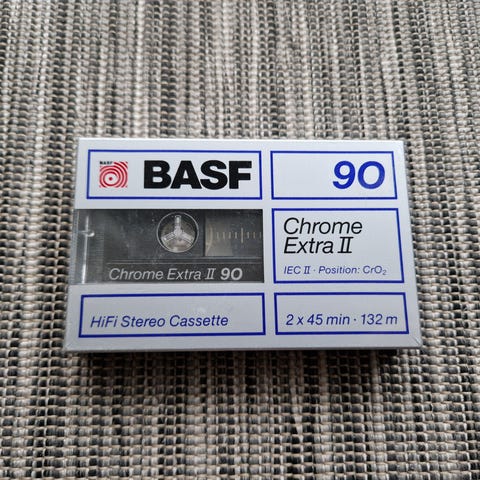 BASF
BASF
90
Chrome
Extra II
IEC II · Position: CrO₂
Chrome Extra II 90
HiFi Stereo Cassette
2 x 45 min · 132 m